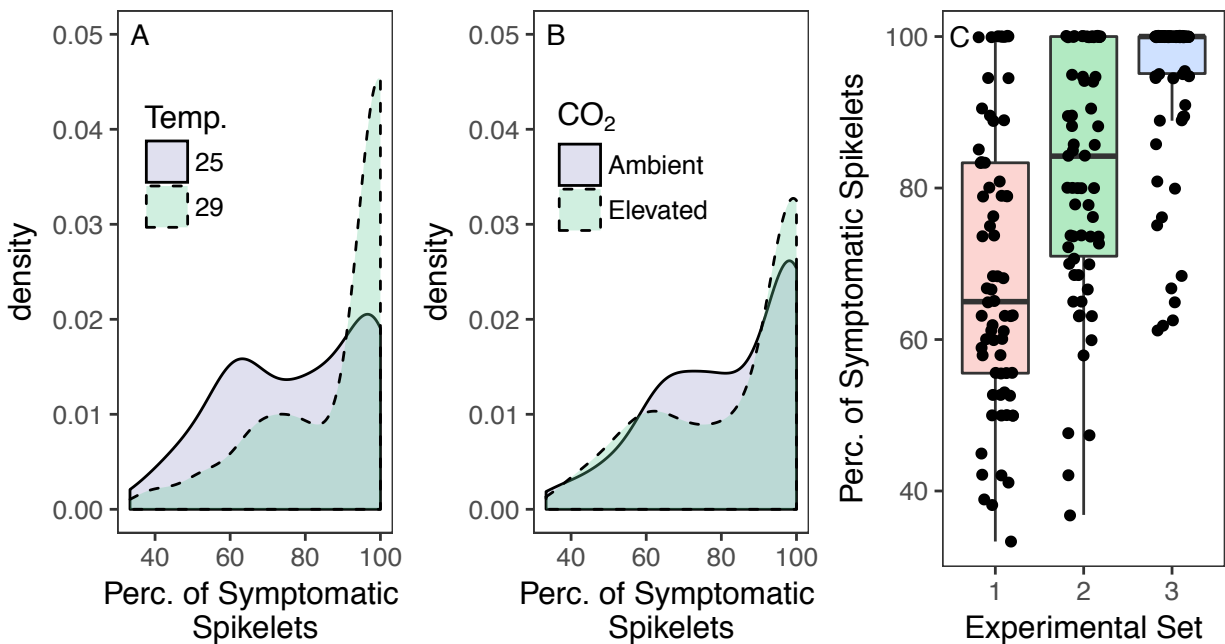 A
0.05
0.04
0.03
0.02
0.01
0.00
density
Temp.
25
29
40 60 80 100
Perc. of Symptomatic
Spikelets
B
0.05
0.04
0.03
0.02
0.01
0.00
density
CO₂
Ambient
Elevated
40 60 80 100
Perc. of Symptomatic
Spikelets
C
100
80
60
40
Perc. of Symptomatic Spikelets
1 2 3
Experimental Set